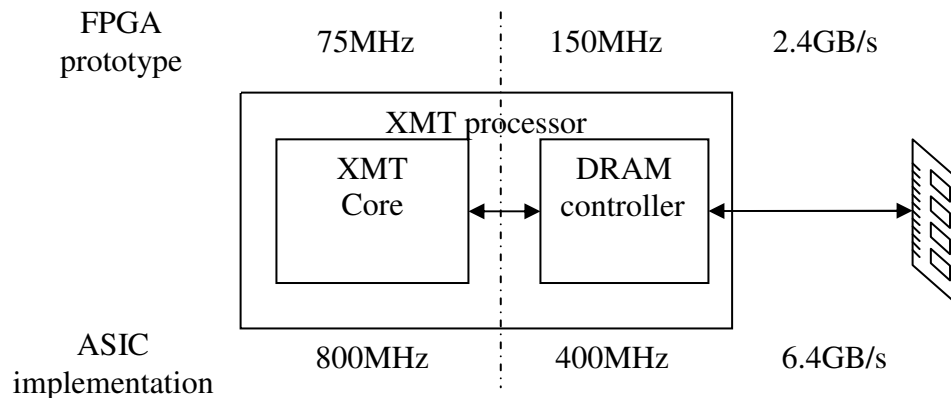 FPGA
prototype
75MHz
150MHz
2.4GB/s
XMT processor
XMT
Core
DRAM
controller
ASIC
implementation
800MHz
400MHz
6.4GB/s